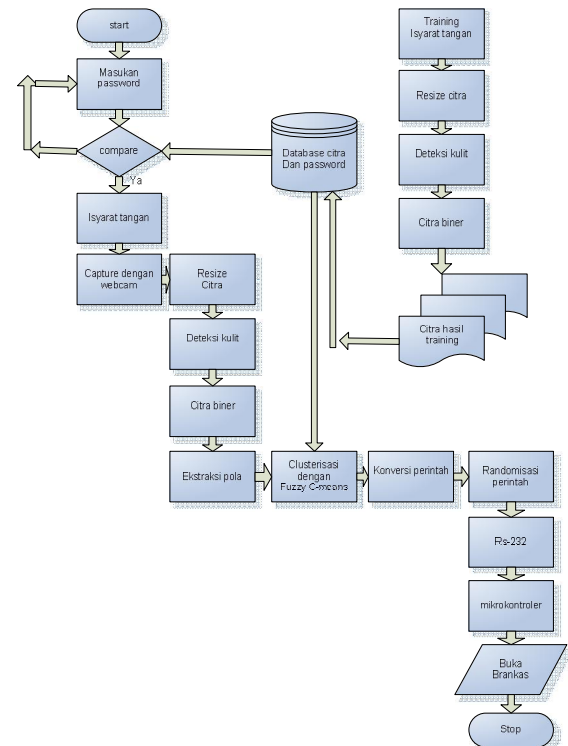 start
Masukan
password
compare
Ya
Isyarat tangan
Capture dengan
webcam
Resize
Citra
Deteksi kulit
Citra biner
Ekstraksi pola
Database citra
Dan password
Clusterisasi
dengan
Fuzzy C-means
Konversi perintah
Training
Isyarat tangan
Resize citra
Deteksi kulit
Citra biner
Citra hasil
training
Randomisasi
perintah
Rs-232
mikrokontroler
Buka
Brankas
Stop